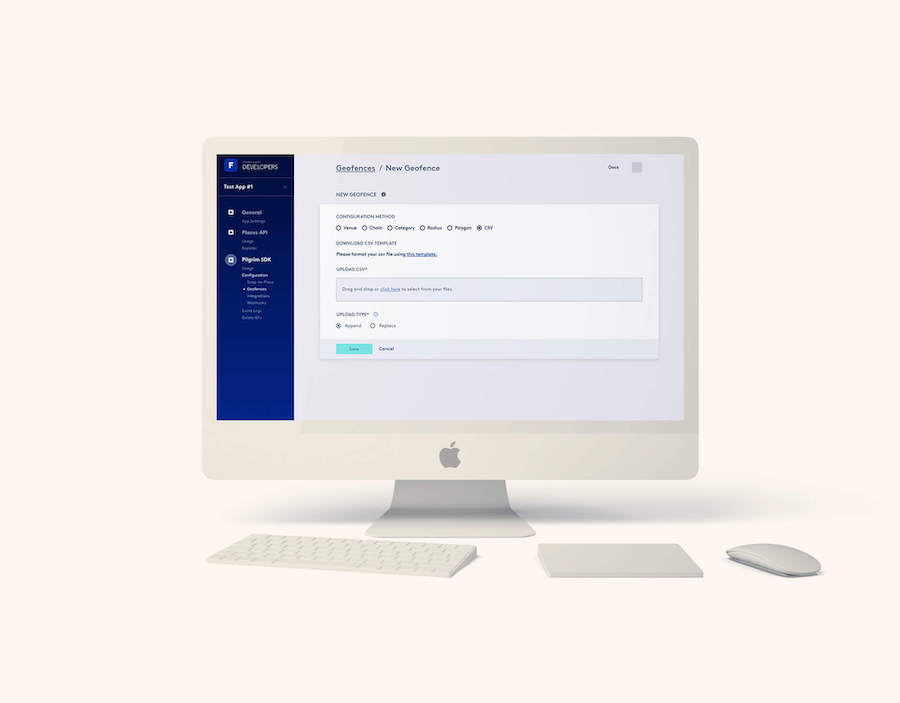 F
DEVELOPERS
Test App #1
General
App Settings
Places API
Usage
Explorer
Pilgrim SDK
Usage
Configuration
Snap-to-Place
Geofences
Integrations
Webhooks
Event Logs
Device APIs
Geofences / New Geofence
Docs
NEW GEOFENCE
CONFIGURATION METHOD
Venue Chain Category Radius Polygon CSV
DOWNLOAD CSV TEMPLATE
Please format your csv file using this template.
UPLOAD CSV*
Drag and drop or click here to select from your files.
UPLOAD TYPE*
Append Replace
Save Cancel